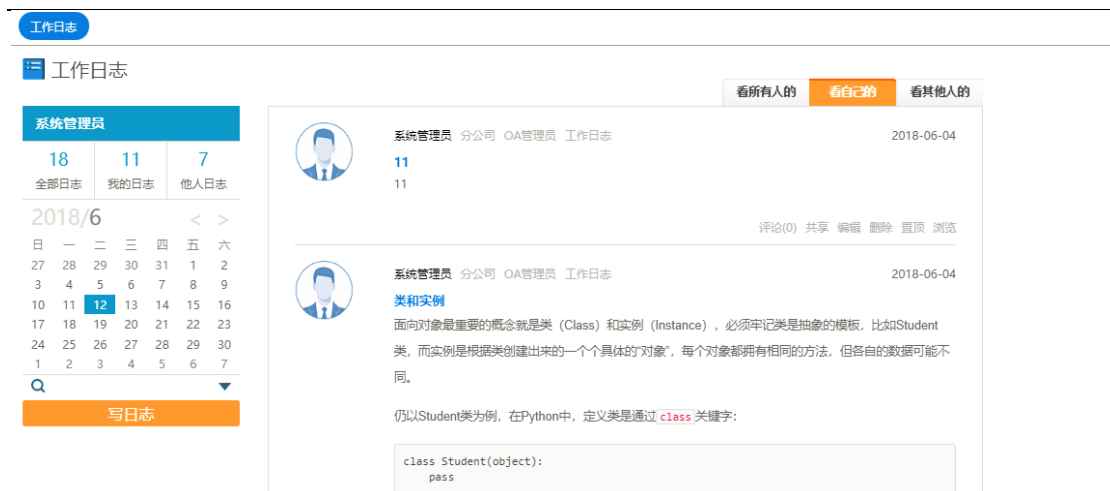 工作日志
工作日志
看所有人的 看自己的 看其他人的
系统管理员
18 11 7
全部日志 我的日志 他人日志
2018/6 < >
日 一 二 三 四 五 六
27 28 29 30 31 1 2
3 4 5 6 7 8 9
10 11 12 13 14 15 16
17 18 19 20 21 22 23
24 25 26 27 28 29 30
1 2 3 4 5 6 7
写日志
系统管理员 分公司 OA管理员 工作日志 2018-06-04
11
11
评论(0) 共享 编辑 删除 置顶 浏览
系统管理员 分公司 OA管理员 工作日志 2018-06-04
类和实例
面向对象最重要的概念就是类（Class）和实例（Instance），必须牢记类是抽象的模板，比如Student
类，而实例是根据类创建出来的一个个具体的“对象”，每个对象都拥有相同的方法，但各自的数据可能不
同。
仍以Student类为例，在Python中，定义类是通过class关键字：
class Student(object):
    pass